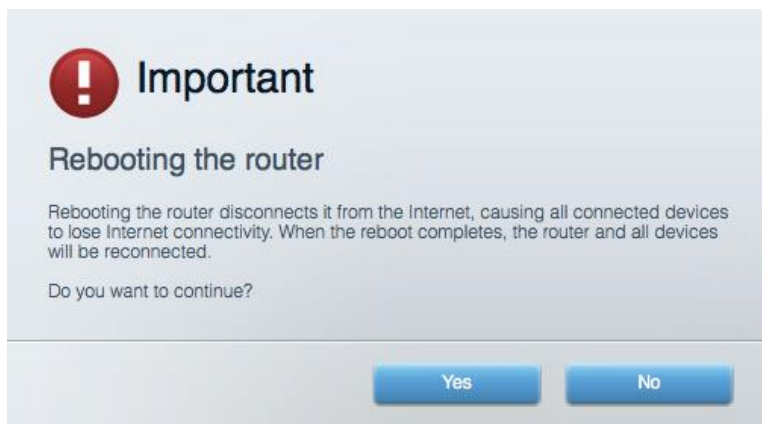 Important
Rebooting the router
Rebooting the router disconnects it from the Internet, causing all connected devices
to lose Internet connectivity. When the reboot completes, the router and all devices
will be reconnected.
Do you want to continue?
Yes No